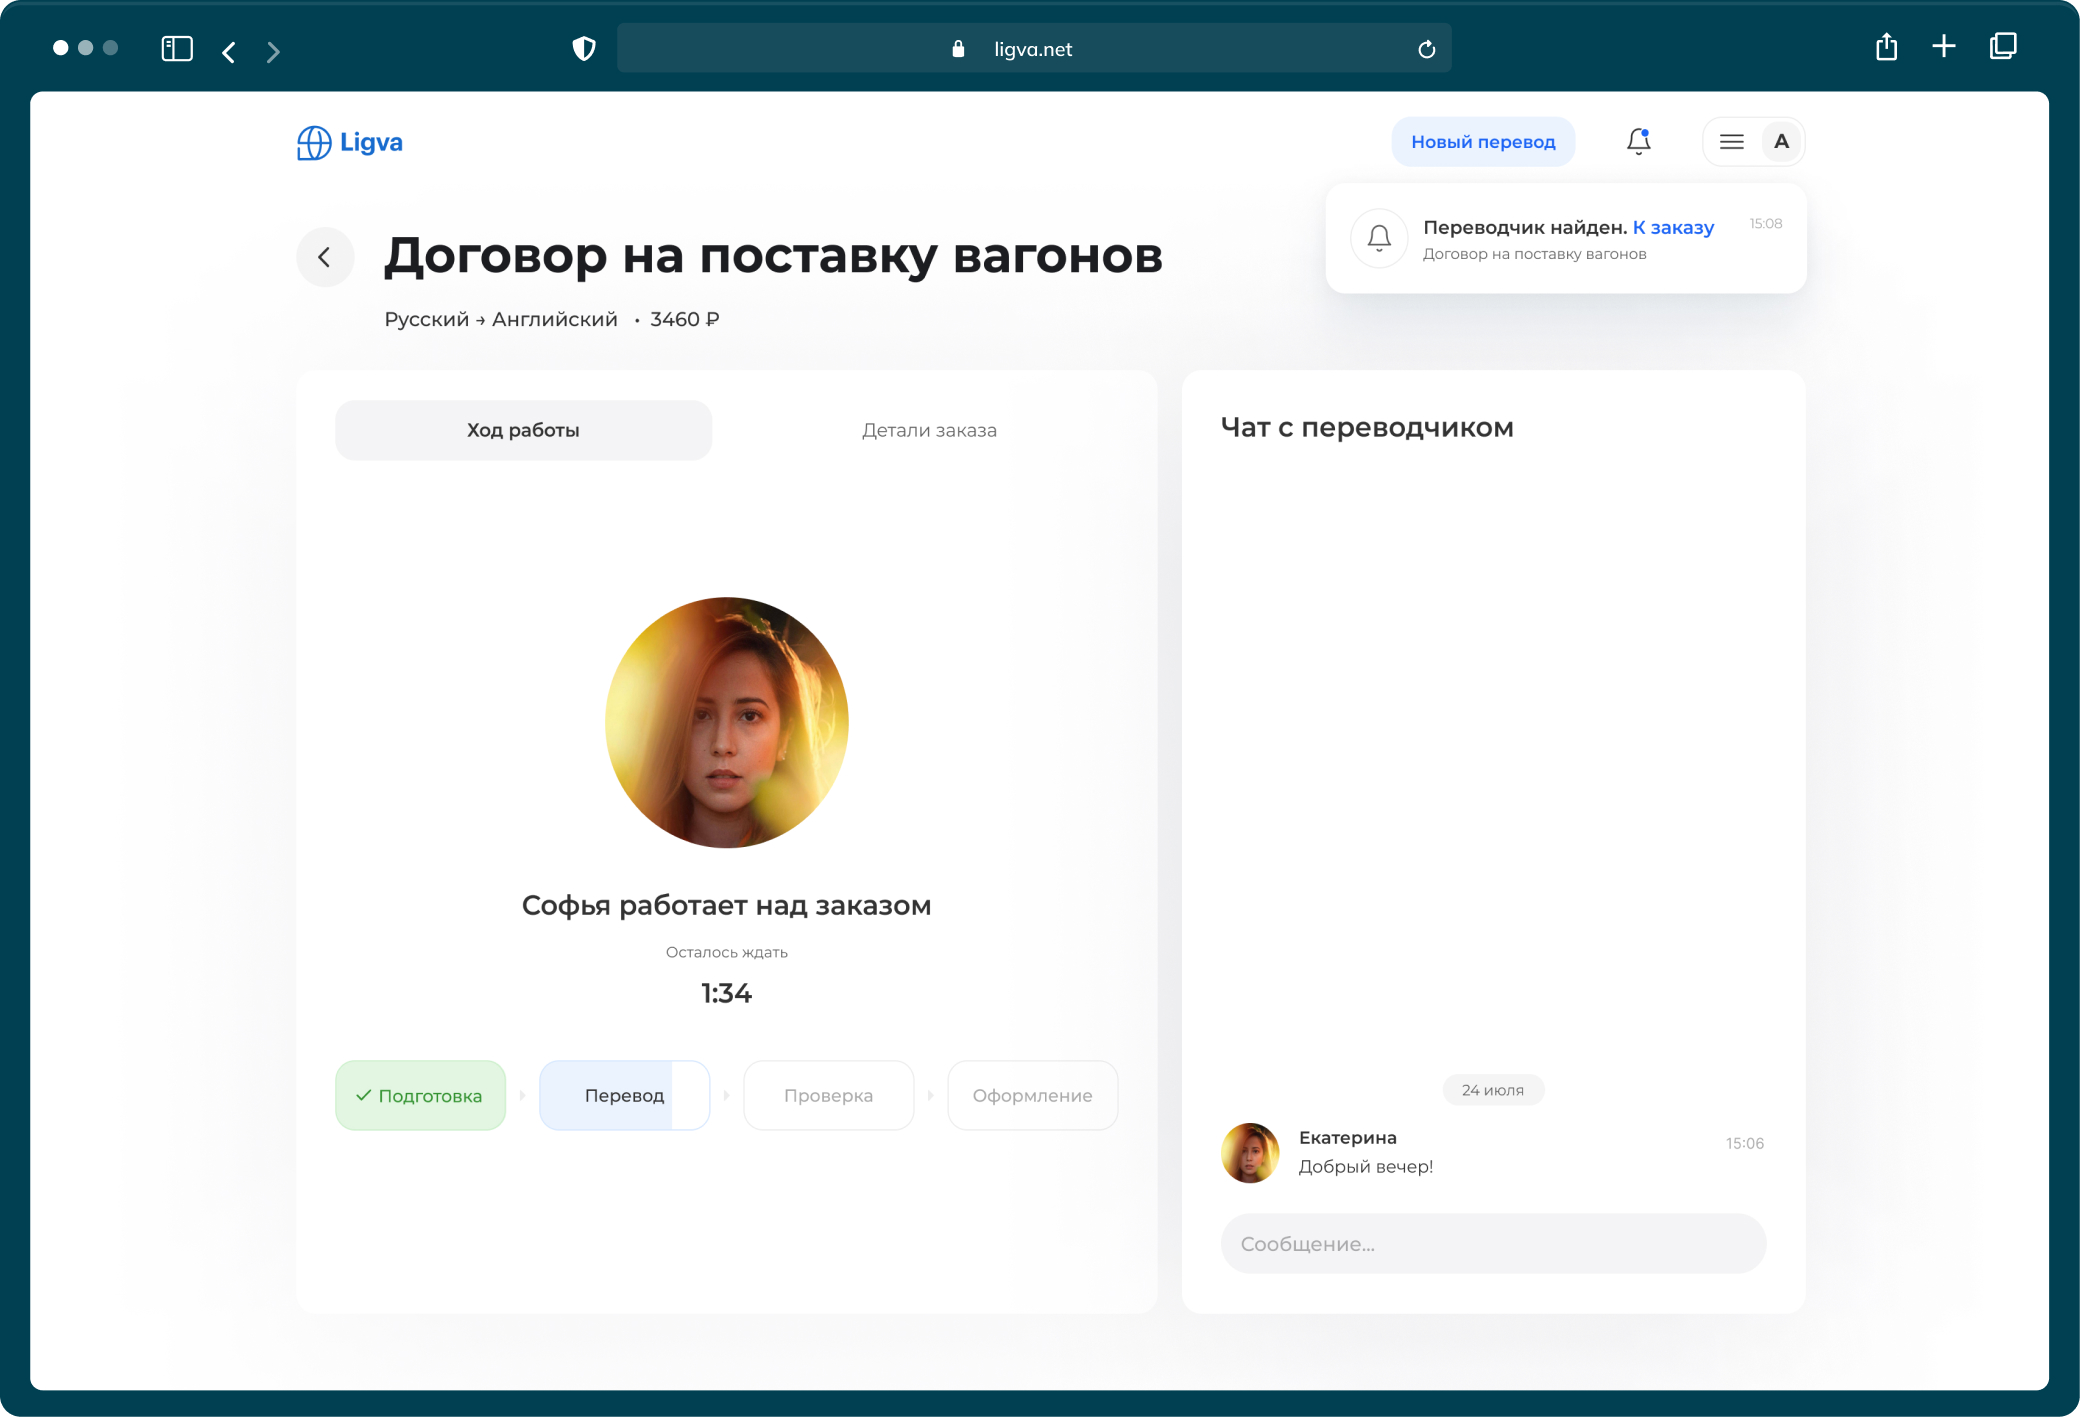 ligva.net
Ligva
Новый перевод
A
Переводчик найден. К заказу
15:08
Договор на поставку вагонов
Договор на поставку вагонов
Русский → Английский • 3460 ₽
Ход работы
Детали заказа
Софья работает над заказом
Осталось ждать
1:34
Подготовка
Перевод
Проверка
Оформление
Чат с переводчиком
24 июля
Екатерина
15:06
Добрый вечер!
Сообщение...